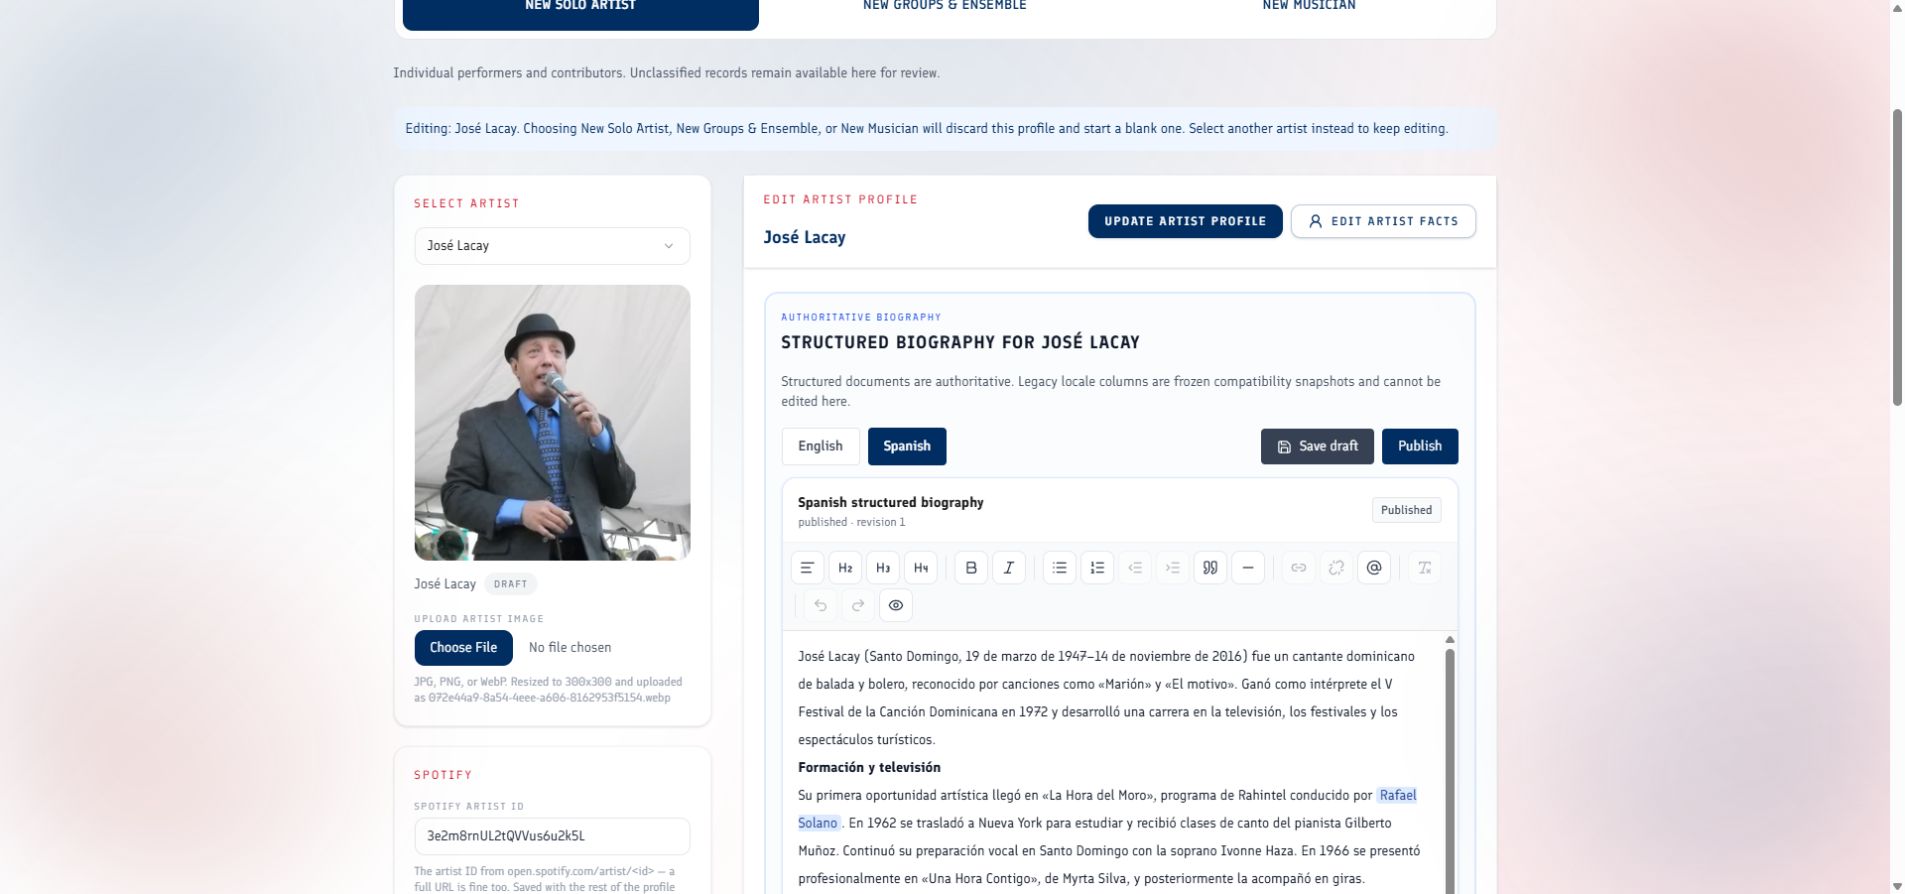 NEW SOLO ARTIST
NEW GROUPS & ENSEMBLE
NEW MUSICIAN
Individual performers and contributors. Unclassified records remain available here for review.
Editing: José Lacay. Choosing New Solo Artist, New Groups & Ensemble, or New Musician will discard this profile and start a blank one. Select another artist instead to keep editing.
SELECT ARTIST
José Lacay
José Lacay DRAFT
UPLOAD ARTIST IMAGE
Choose File No file chosen
JPG, PNG, or WebP. Resized to 300x300 and uploaded
as 072e44a9-8a54-4eee-a606-8162953f5154.webp
SPOTIFY
SPOTIFY ARTIST ID
3e2m8rnUL2tQVVus6u2k5L
The artist ID from open.spotify.com/artist/<id> — a
full URL is fine too. Saved with the rest of the profile
EDIT ARTIST PROFILE
José Lacay
UPDATE ARTIST PROFILE
EDIT ARTIST FACTS
AUTHORITATIVE BIOGRAPHY
STRUCTURED BIOGRAPHY FOR JOSÉ LACAY
Structured documents are authoritative. Legacy locale columns are frozen compatibility snapshots and cannot be
edited here.
English Spanish Save draft Publish
Spanish structured biography
published · revision 1
Published
H2 H3 H4 B I @
José Lacay (Santo Domingo, 19 de marzo de 1947–14 de noviembre de 2016) fue un cantante dominicano
de balada y bolero, reconocido por canciones como «Marión» y «El motivo». Ganó como intérprete el V
Festival de la Canción Dominicana en 1972 y desarrolló una carrera en la televisión, los festivales y los
espectáculos turísticos.
Formación y televisión
Su primera oportunidad artística llegó en «La Hora del Moro», programa de Rahintel conducido por Rafael
Solano . En 1962 se trasladó a Nueva York para estudiar y recibió clases de canto del pianista Gilberto
Muñoz. Continuó su preparación vocal en Santo Domingo con la soprano Ivonne Haza. En 1966 se presentó
profesionalmente en «Una Hora Contigo», de Myrta Silva, y posteriormente la acompañó en giras.